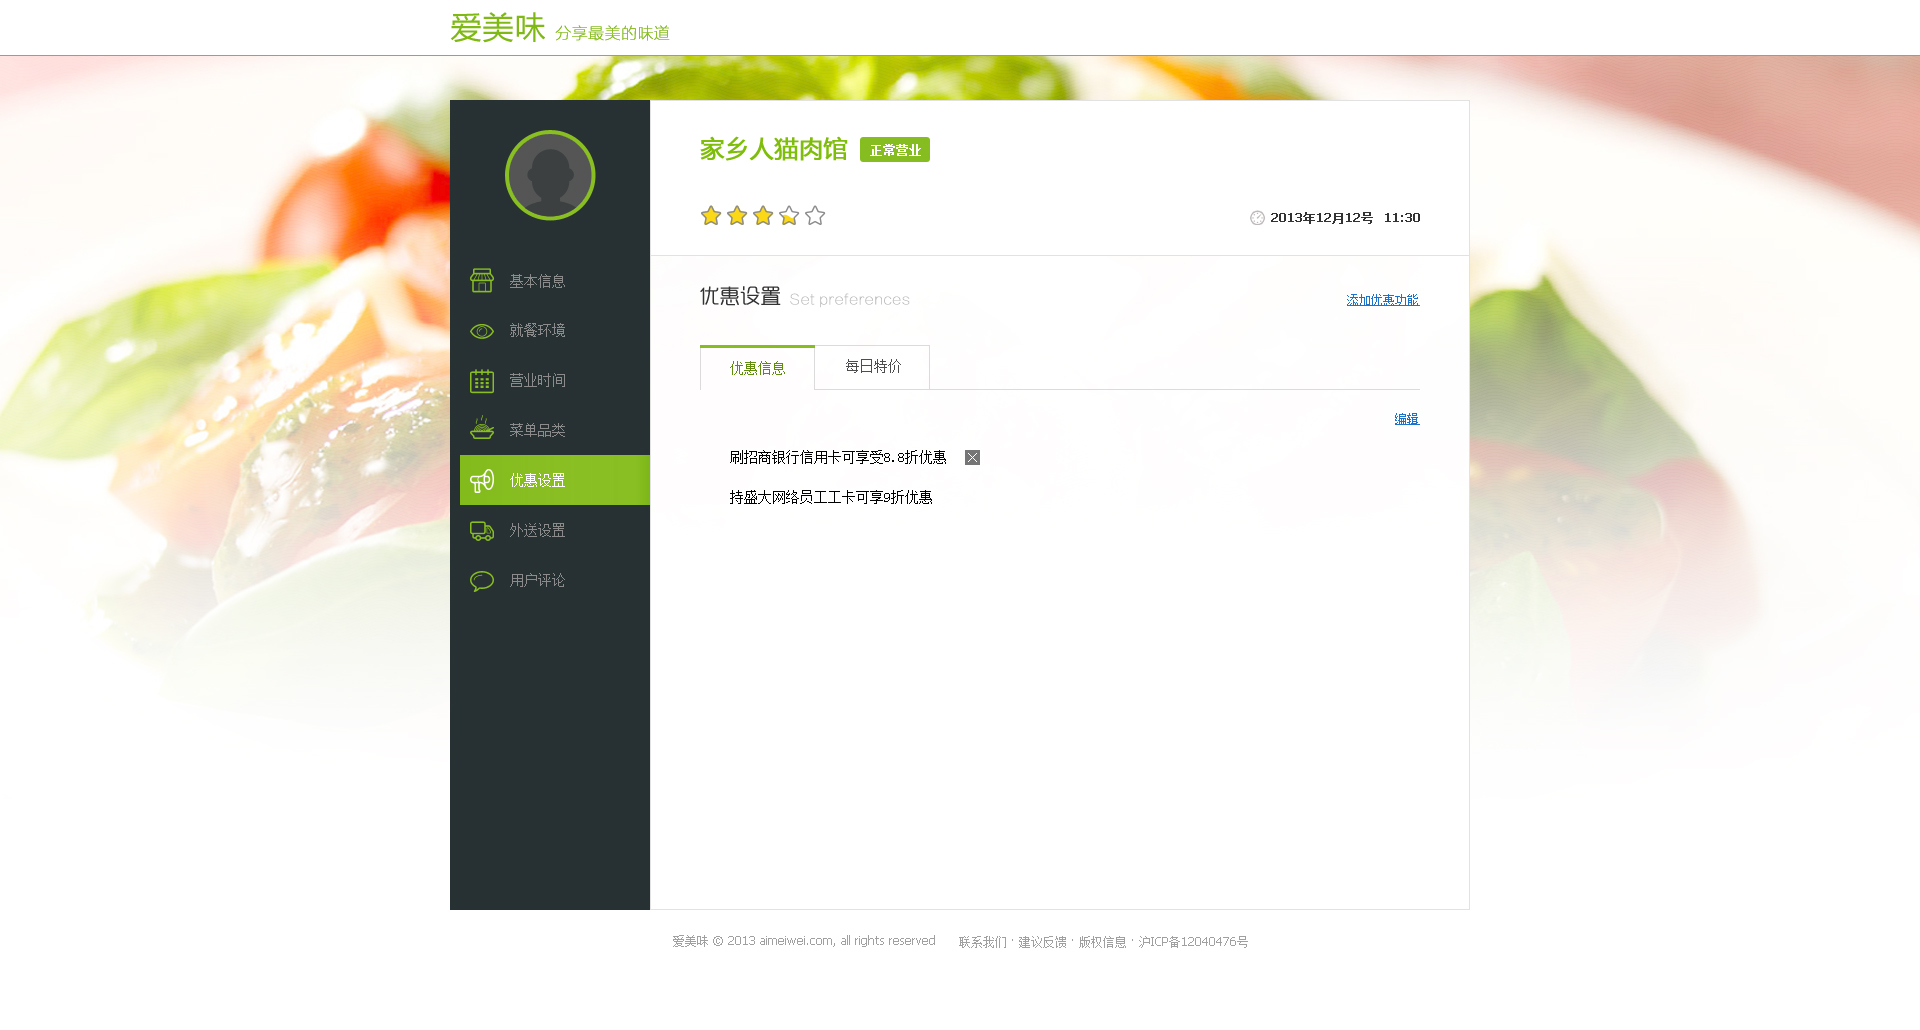 爱美味 分享最美的味道
家乡人猫肉馆 正常营业
2013年12月12号 11:30
基本信息
就餐环境
营业时间
菜单品类
优惠设置
外送设置
用户评论
优惠设置 Set preferences
添加优惠功能
优惠信息 每日特价
编辑
刷招商银行信用卡可享受8.8折优惠
持盛大网络员工工卡可享9折优惠
爱美味 © 2013 aimeiwei.com, all rights reserved 联系我们 · 建议反馈 · 版权信息 · 沪ICP备12040476号